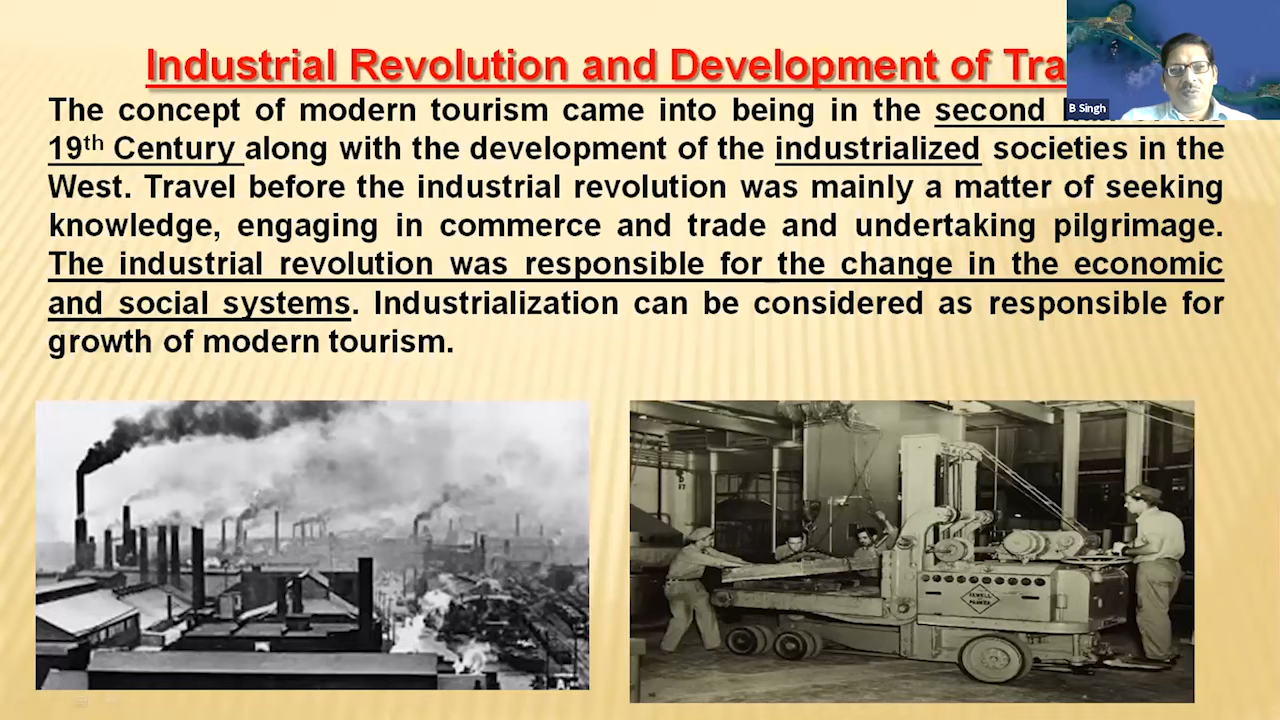 Industrial Revolution and Development of Tra
B Singh
The concept of modern tourism came into being in the second
19th Century along with the development of the industrialized societies in the
West. Travel before the industrial revolution was mainly a matter of seeking
knowledge, engaging in commerce and trade and undertaking pilgrimage.
The industrial revolution was responsible for the change in the economic
and social systems. Industrialization can be considered as responsible for
growth of modern tourism.
PARKER